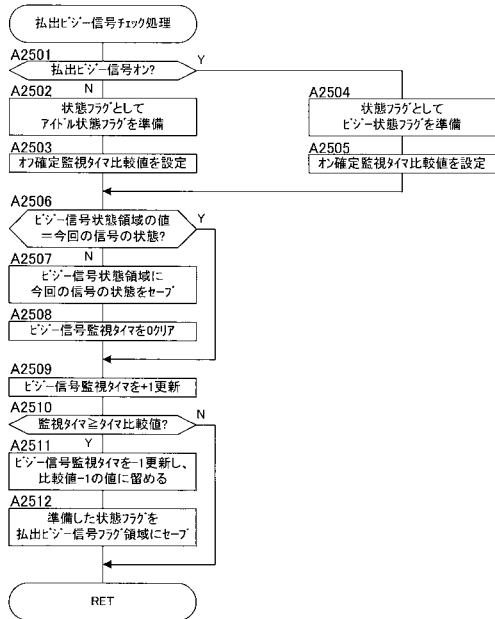 払出ﾋﾞｼﾞｰ信号ﾁｪｯｸ処理
A2501
払出ﾋﾞｼﾞｰ信号ｵﾝ?
Y
N
A2502
状態ﾌﾗｸﾞとして
ｱｲﾄﾞﾙ状態ﾌﾗｸﾞを準備
A2503
ｵﾌ確定監視ﾀｲﾏ比較値を設定
A2504
状態ﾌﾗｸﾞとして
ﾋﾞｼﾞｰ状態ﾌﾗｸﾞを準備
A2505
ｵﾝ確定監視ﾀｲﾏ比較値を設定
A2506
ﾋﾞｼﾞｰ信号状態領域の値
=今回の信号の状態?
Y
N
A2507
ﾋﾞｼﾞｰ信号状態領域に
今回の信号の状態をｾｰﾌﾞ
A2508
ﾋﾞｼﾞｰ信号監視ﾀｲﾏを0ｸﾘｱ
A2509
ﾋﾞｼﾞｰ信号監視ﾀｲﾏを+1更新
A2510
監視ﾀｲﾏ≧ﾀｲﾏ比較値?
N
Y
A2511
ﾋﾞｼﾞｰ信号監視ﾀｲﾏを-1更新し、
比較値-1の値に留める
A2512
準備した状態ﾌﾗｸﾞを
払出ﾋﾞｼﾞｰ信号ﾌﾗｸﾞ領域にｾｰﾌﾞ
RET